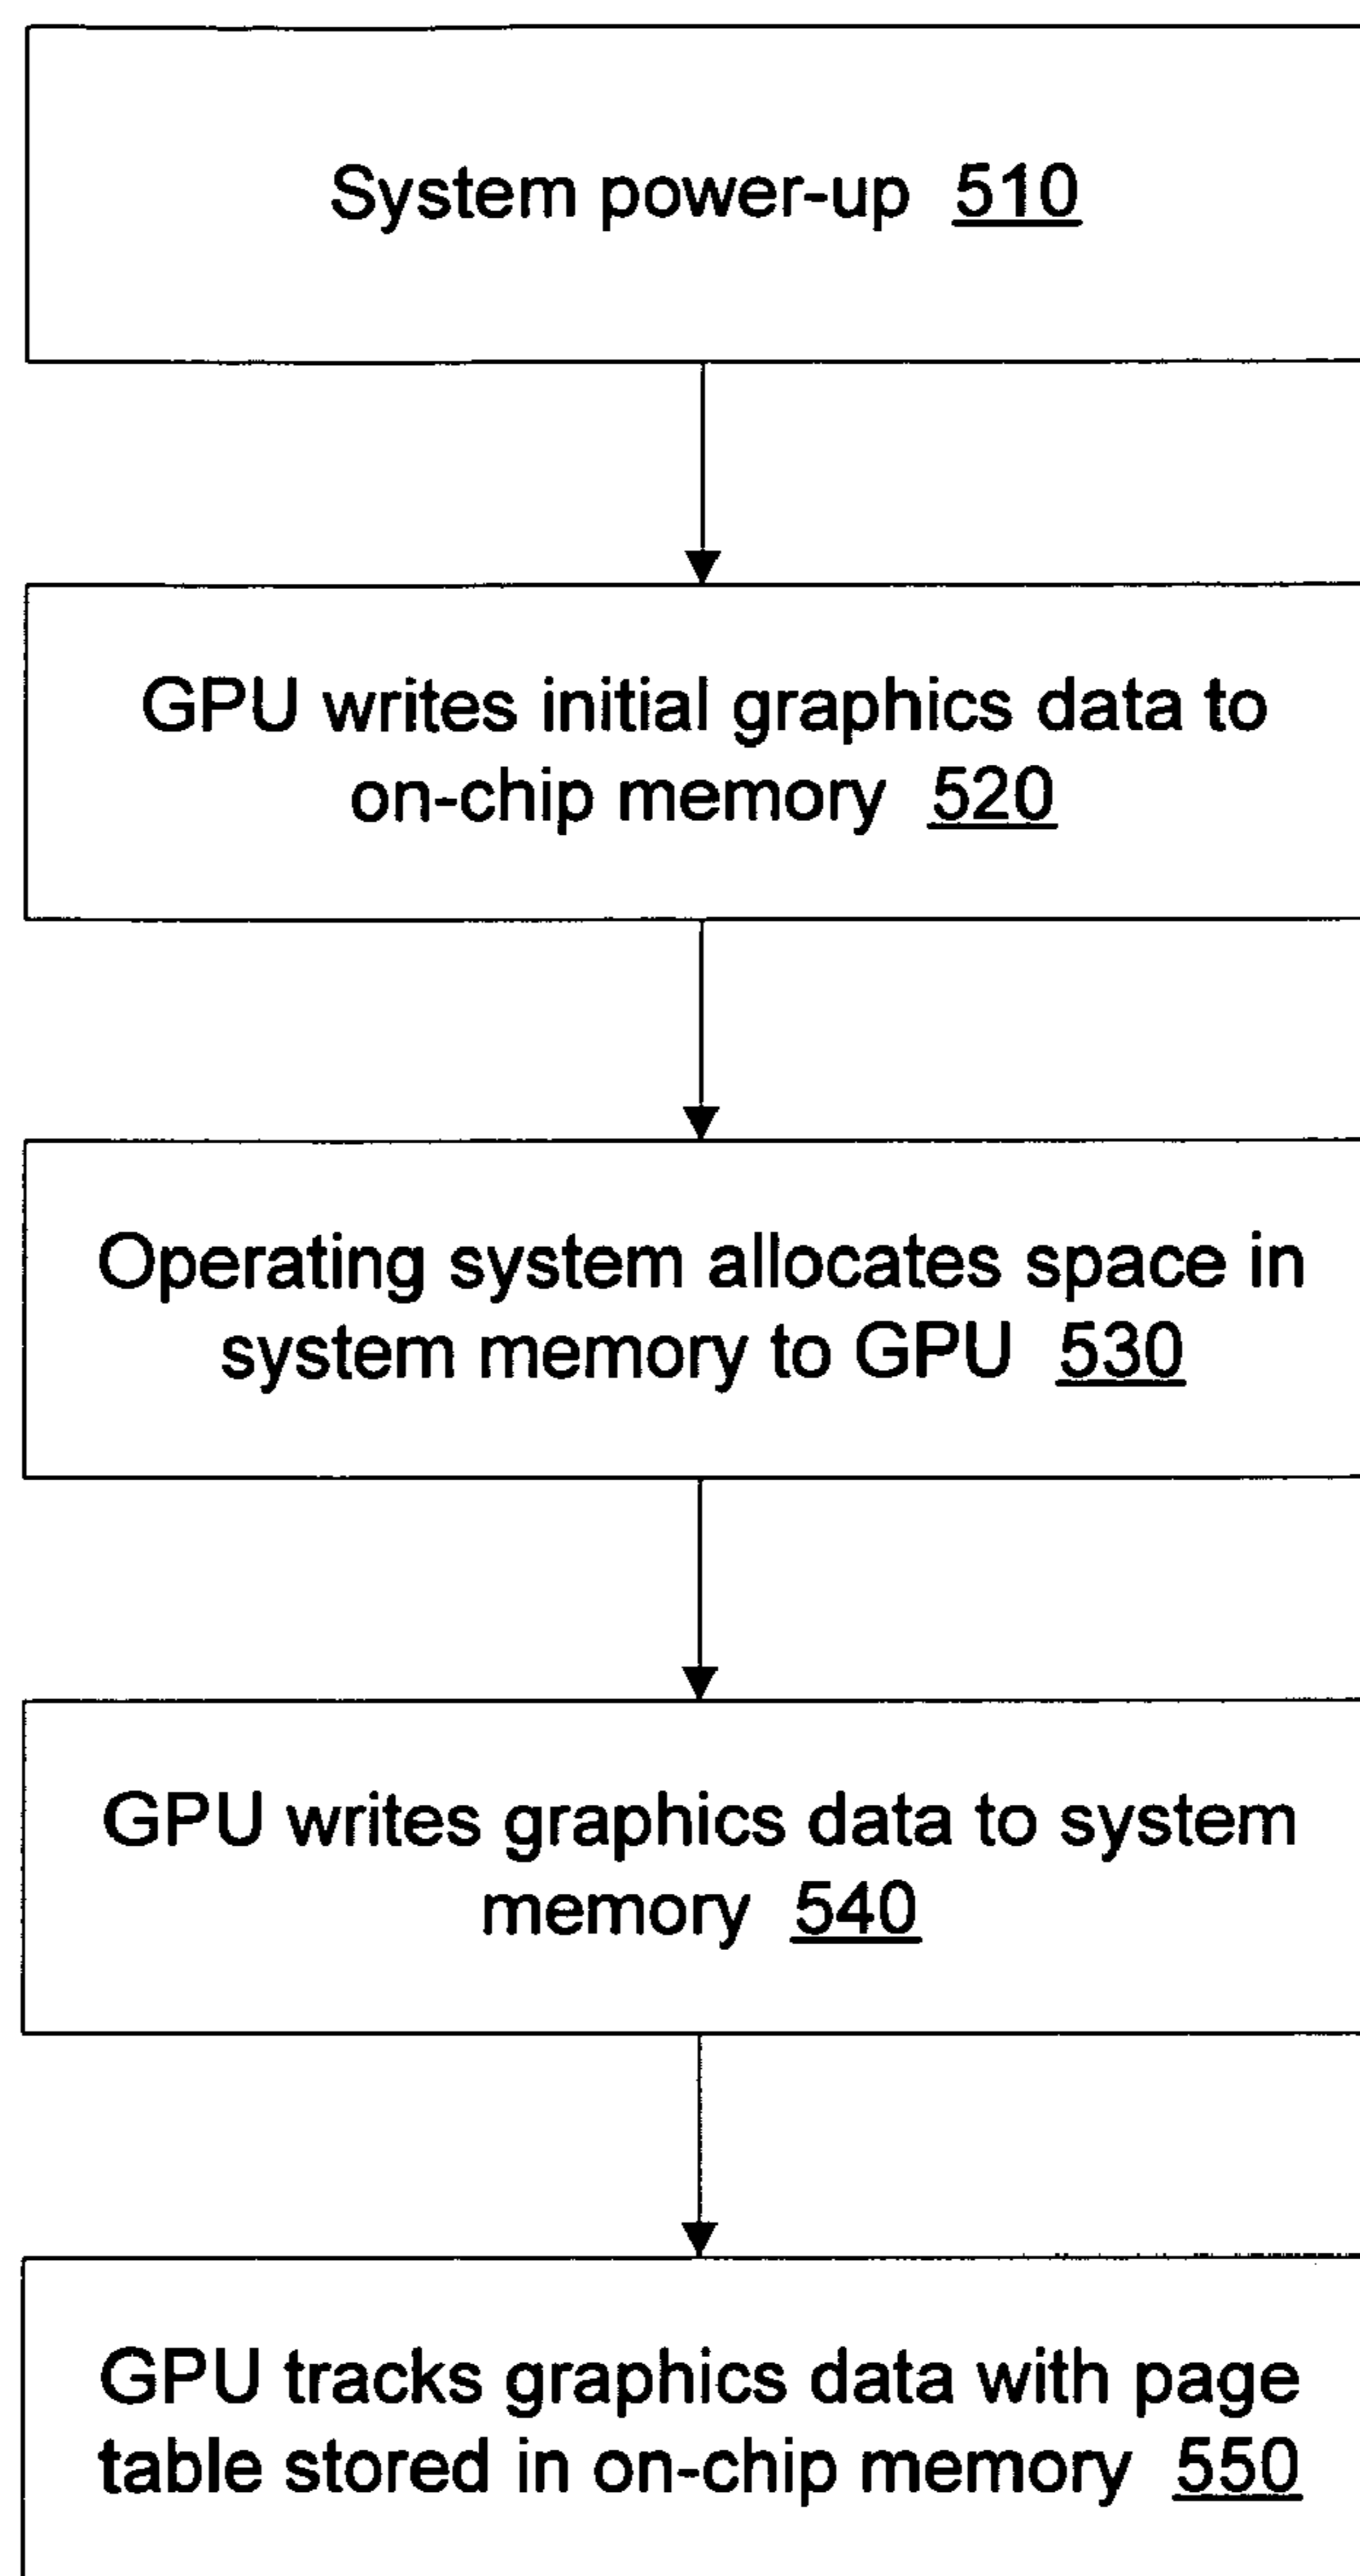 System power-up 510
GPU writes initial graphics data to
on-chip memory 520
Operating system allocates space in
system memory to GPU 530
GPU writes graphics data to system
memory 540
GPU tracks graphics data with page
table stored in on-chip memory 550